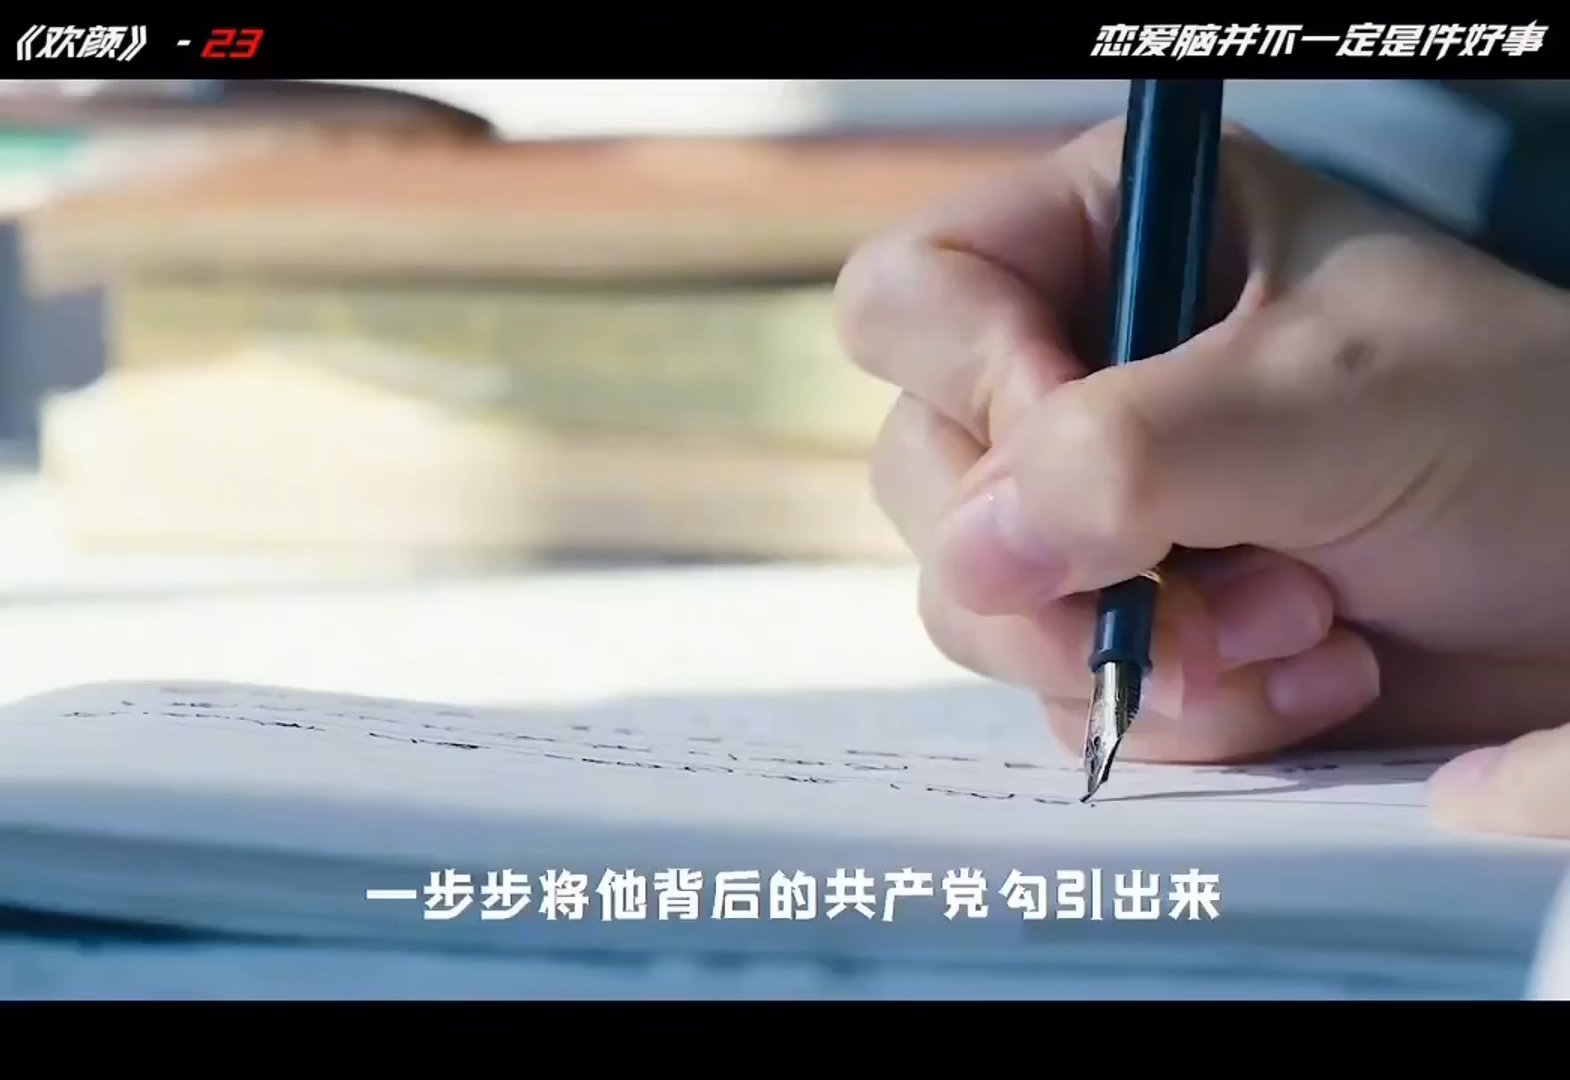 《欢颜》 - 23
恋爱脑并不一定是件好事
一步步将他背后的共产党勾引出来